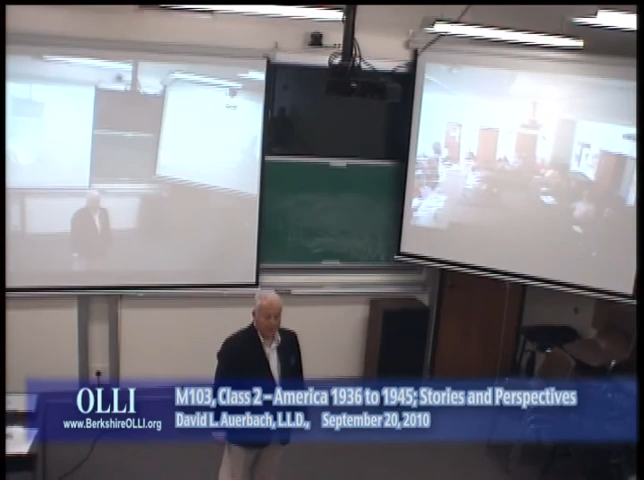 OLLI
www.BerkshireOLLI.org
M103, Class 2 – America 1936 to 1945; Stories and Perspectives
David L. Auerbach, L.L.D., September 20, 2010